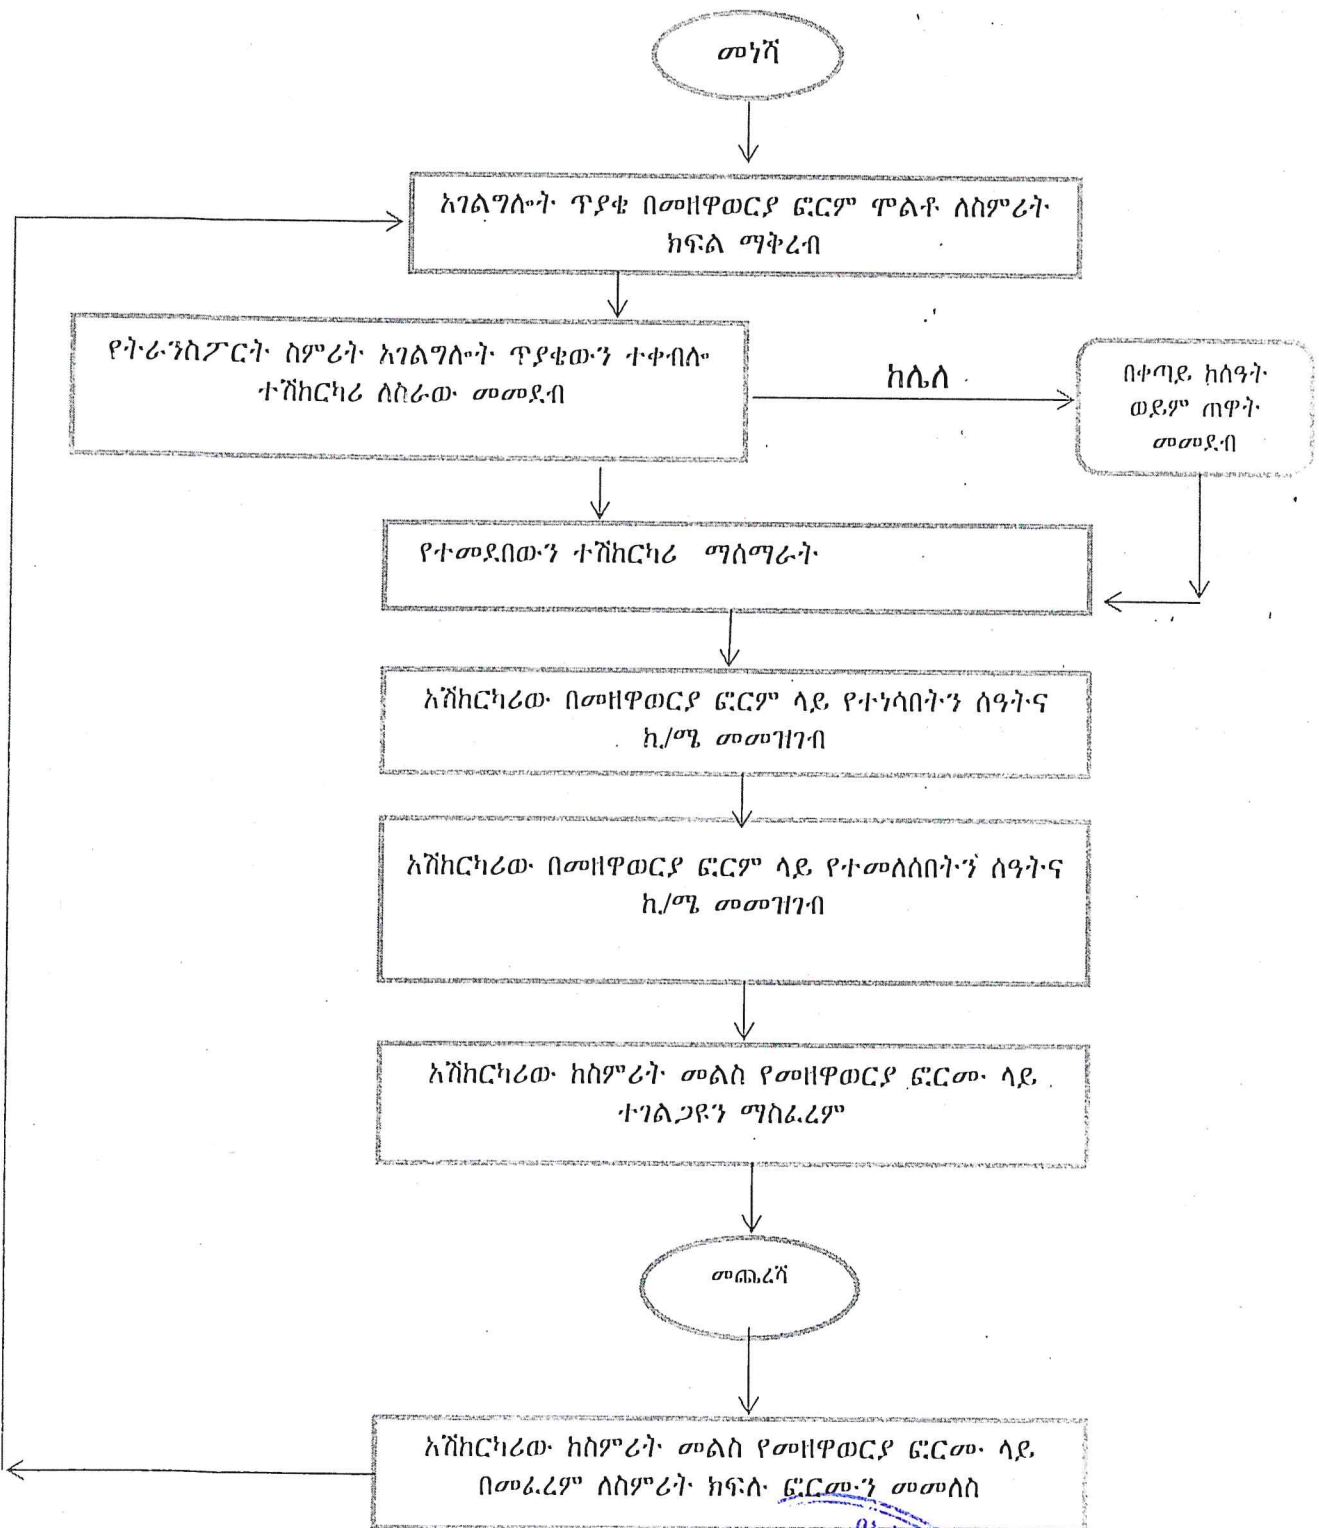 መነሻ
አገልግሎት ጥያቄ በመዘዋወርያ ፎርም ሞልቶ ለስምሪት
ክፍል ማቅረብ
የትራንስፖርት ስምሪት አገልግሎት ጥያቄውን ተቀብሎ
ተሽከርካሪ ለስራው መመደብ
ከሌለ
በቀጣይ ከሰዓት
ወይም ጠዋት
መመደብ
የተመደበውን ተሽከርካሪ ማሰማራት
አሽከርካሪው በመዘዋወርያ ፎርም ላይ የተነሳበትን ሰዓትና
ኪ/ሜ መመዝገብ
አሽከርካሪው በመዘዋወርያ ፎርም ላይ የተመለሰበትን ሰዓትና
ኪ/ሜ መመዝገብ
አሽከርካሪው ከስምሪት መልስ የመዘዋወርያ ፎርሙ ላይ
ተገልጋዩን ማስፈረም
መጨረሻ
አሽከርካሪው ከስምሪት መልስ የመዘዋወርያ ፎርሙ ላይ
በመፈረም ለስምሪት ክፍሉ ፎርሙን መመለስ